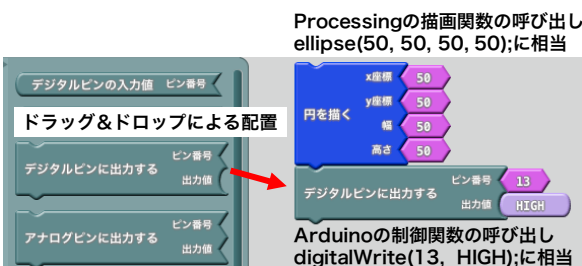 Processingの描画関数の呼び出し
ellipse(50, 50, 50, 50);に相当
デジタルピンの入力値 ピン番号
ドラッグ&ドロップによる配置
デジタルピンに出力する ピン番号
出力値
アナログピンに出力する ピン番号
出力値
円を描く
x座標 50
y座標 50
幅 50
高さ 50
デジタルピンに出力する ピン番号 13
出力値 HIGH
Arduinoの制御関数の呼び出し
digitalWrite(13, HIGH);に相当